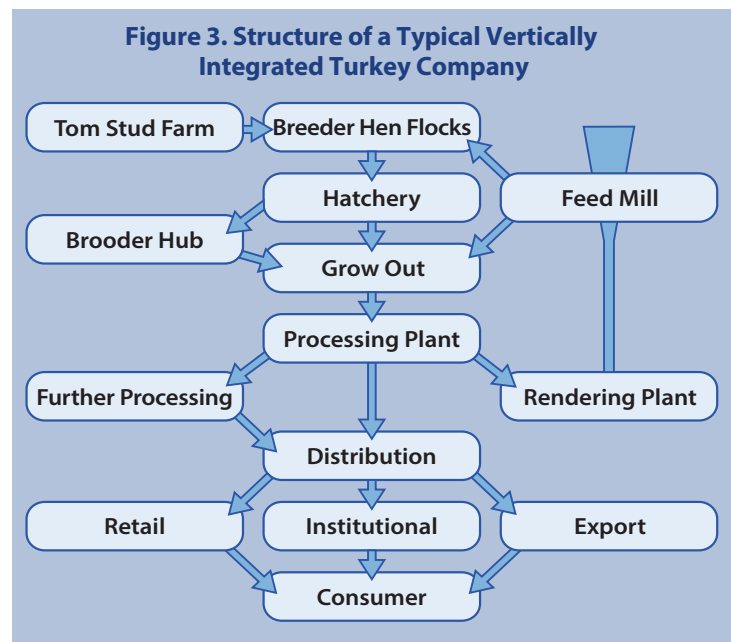 Figure 3. Structure of a Typical Vertically
Integrated Turkey Company
Tom Stud Farm
Breeder Hen Flocks
Hatchery
Feed Mill
Brooder Hub
Grow Out
Processing Plant
Further Processing
Rendering Plant
Distribution
Retail
Institutional
Export
Consumer